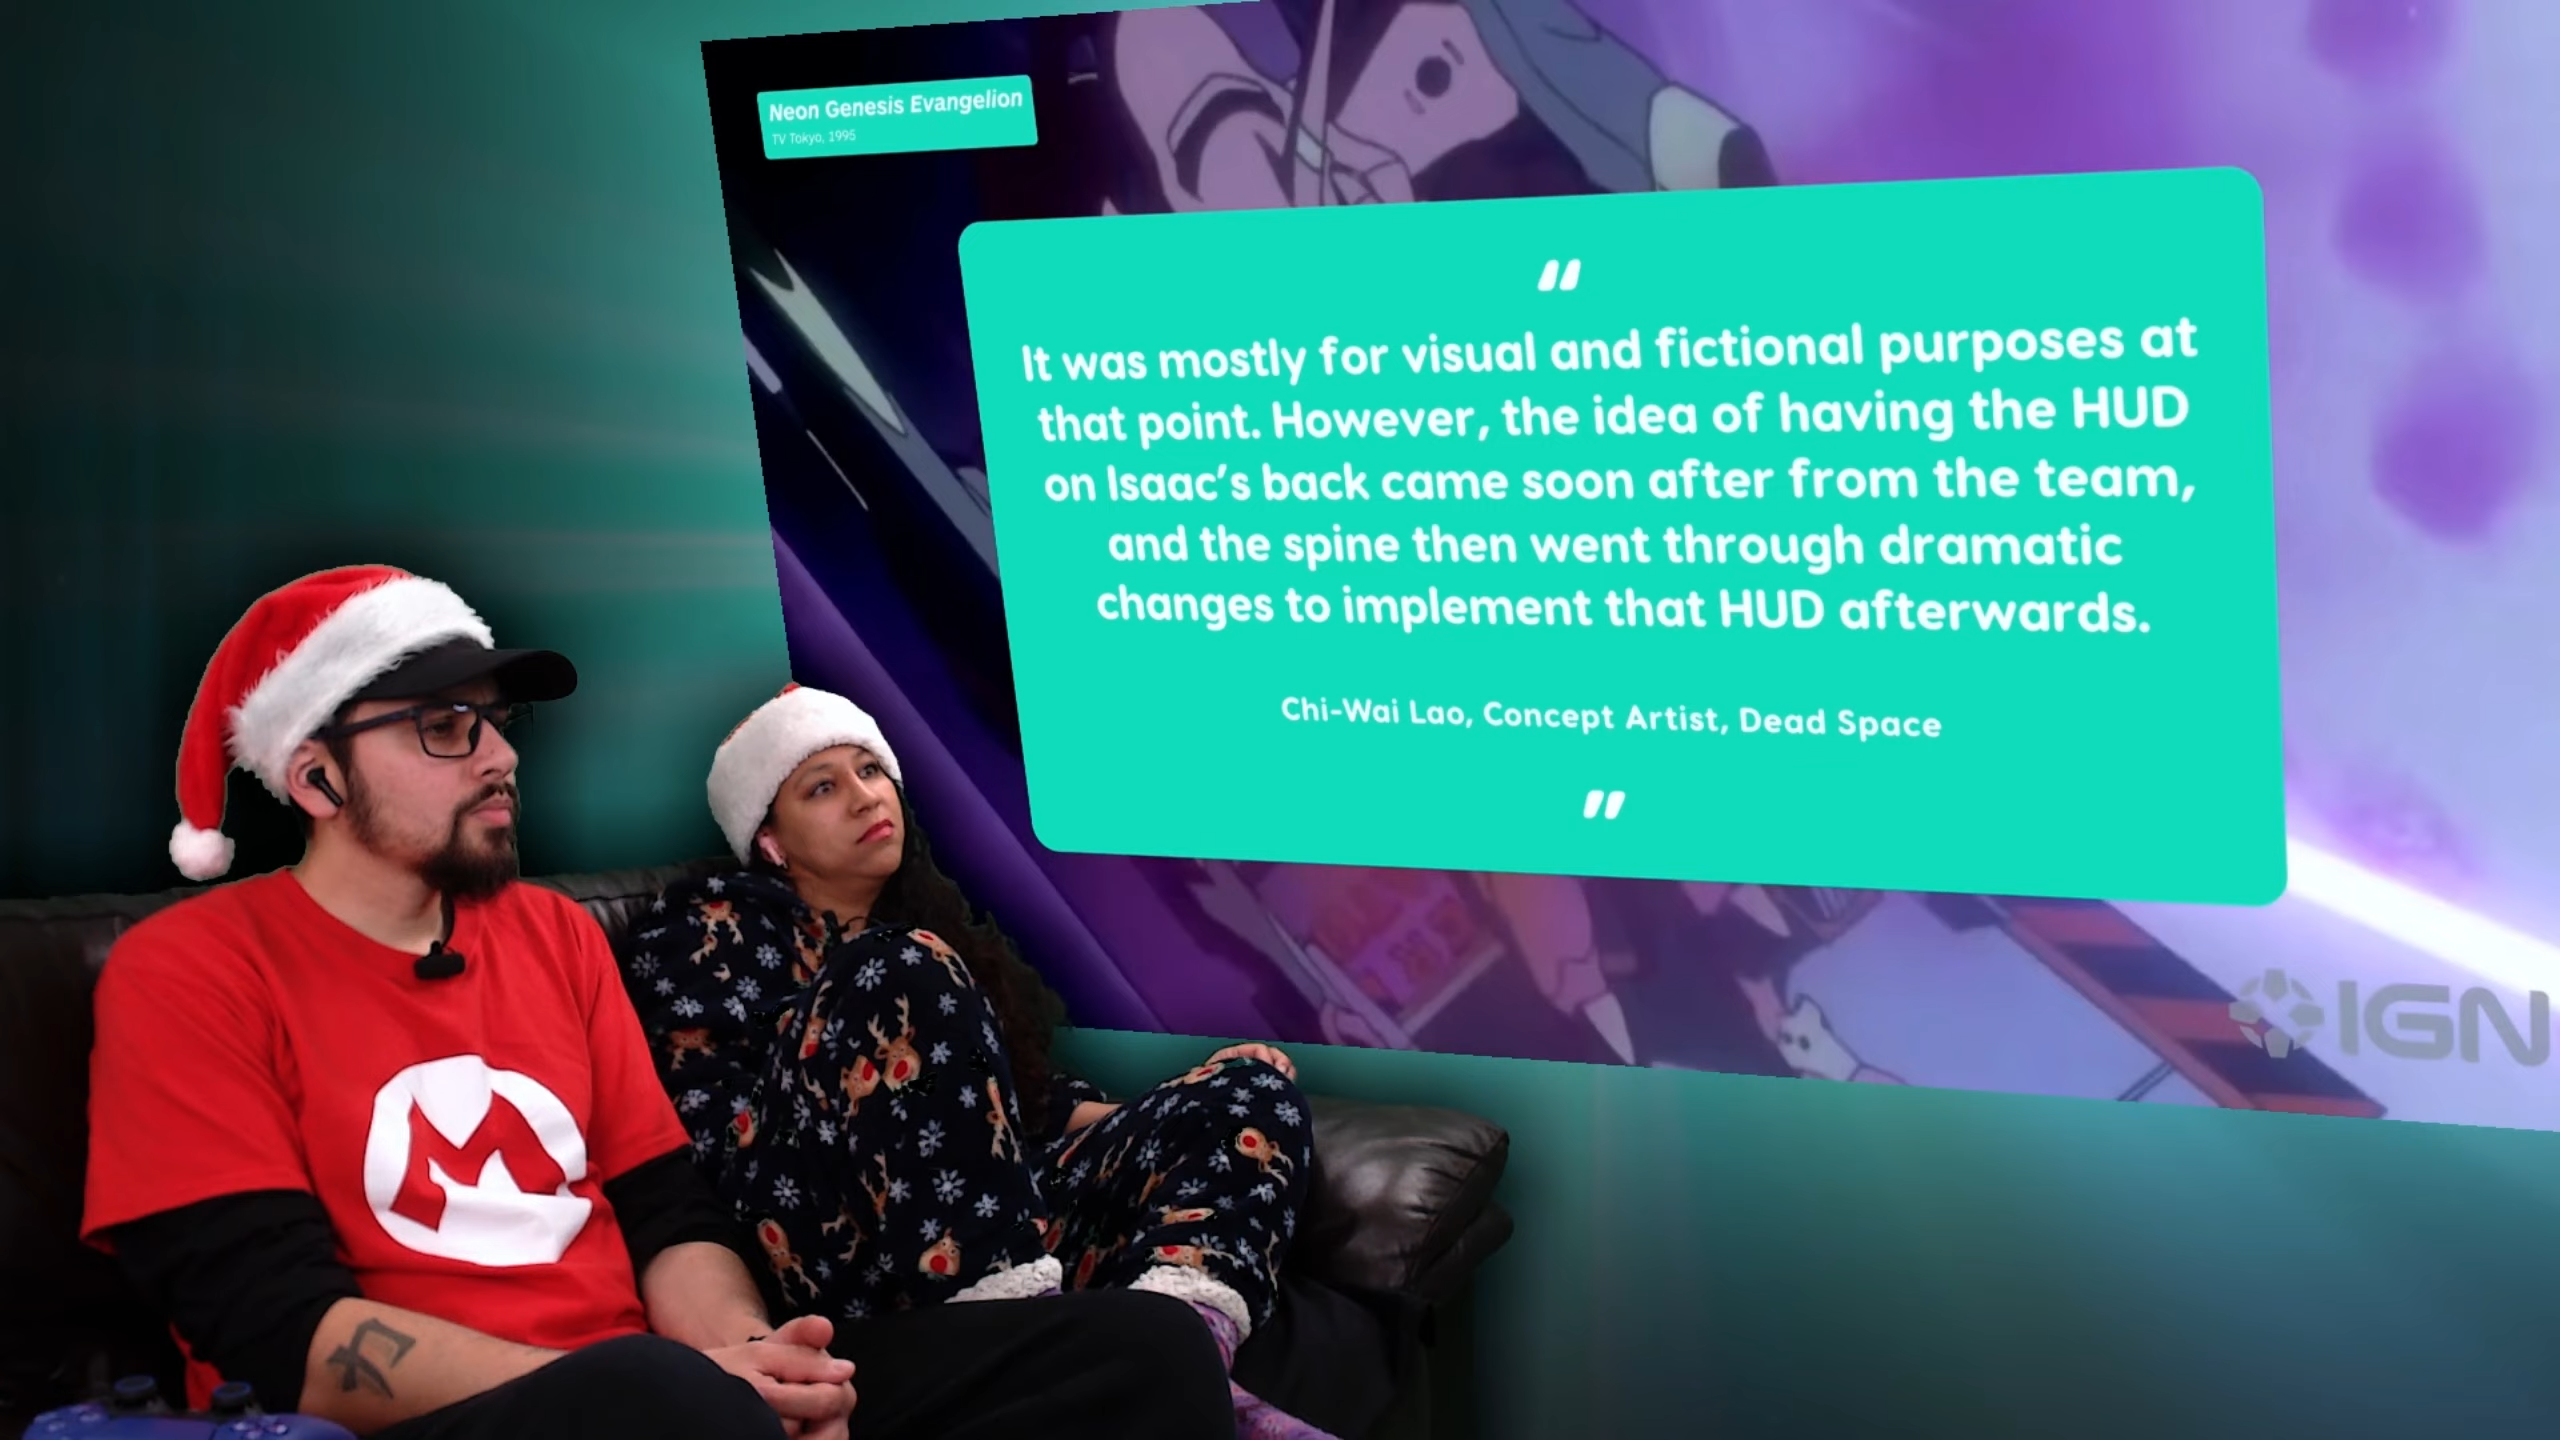 Neon Genesis Evangelion
TV Tokyo, 1995
“
It was mostly for visual and fictional purposes at
that point. However, the idea of having the HUD
on Isaac’s back came soon after from the team,
and the spine then went through dramatic
changes to implement that HUD afterwards.
Chi-Wai Lao, Concept Artist, Dead Space
”
IGN
M